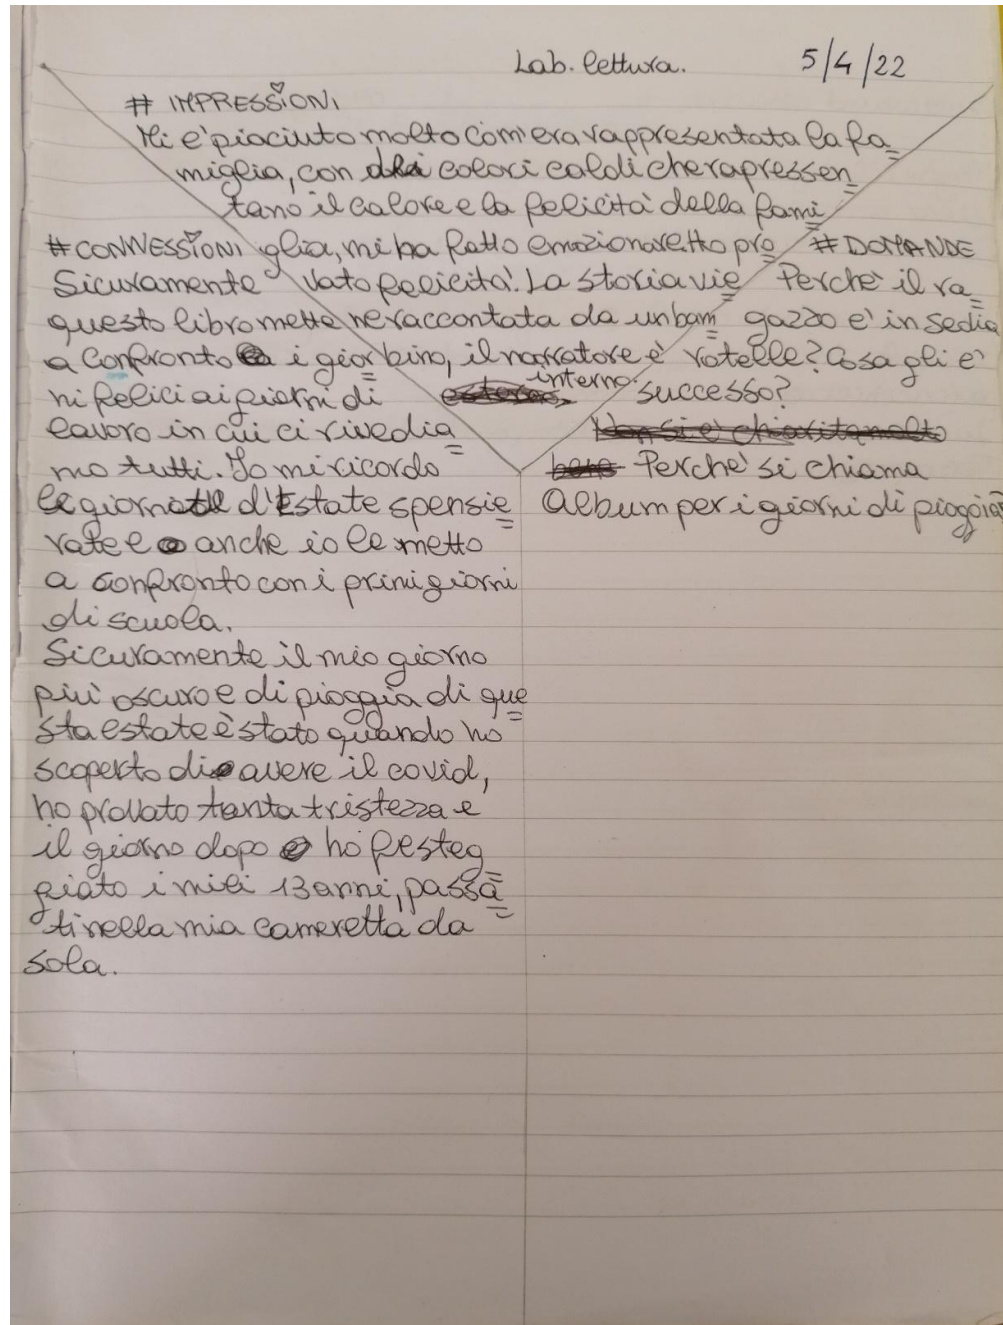 Lab. lettura. 5/4/22
# IMPRESSIONI
Mi e' piaciuto molto com'era rappresentata la fa=
miglia, con colori caldi che rapressen=
tano il calore e la felicità della fami=
glia, mi ha fatto emozionare. Ho pro=
vato felicità! La storia vie=
ne raccontata da un bam=
bino, il narratore è
interno.
# CONNESSIONI
Sicuramente
questo libro mette
a confronto i gior=
ni felici ai giorni di
lavoro in cui ci rivedia=
mo tutti. Io mi ricordo
le giornate d'Estate spensie=
rate e anche io le metto
a confronto con i primi giorni
di scuola.
Sicuramente il mio giorno
più oscuro e di pioggia di que=
sta estate è stato quando ho
scoperto di avere il covid,
ho provato tanta tristezza e
il giorno dopo ho festeg=
giato i miei 13 anni, passa=
ti nella mia cameretta da
sola.
# DOMANDE
Perche' il ra=
gazzo e' in sedia
rotelle? Cosa gli e'
successo?
Perche' si chiama
Album per i giorni di pioggia?